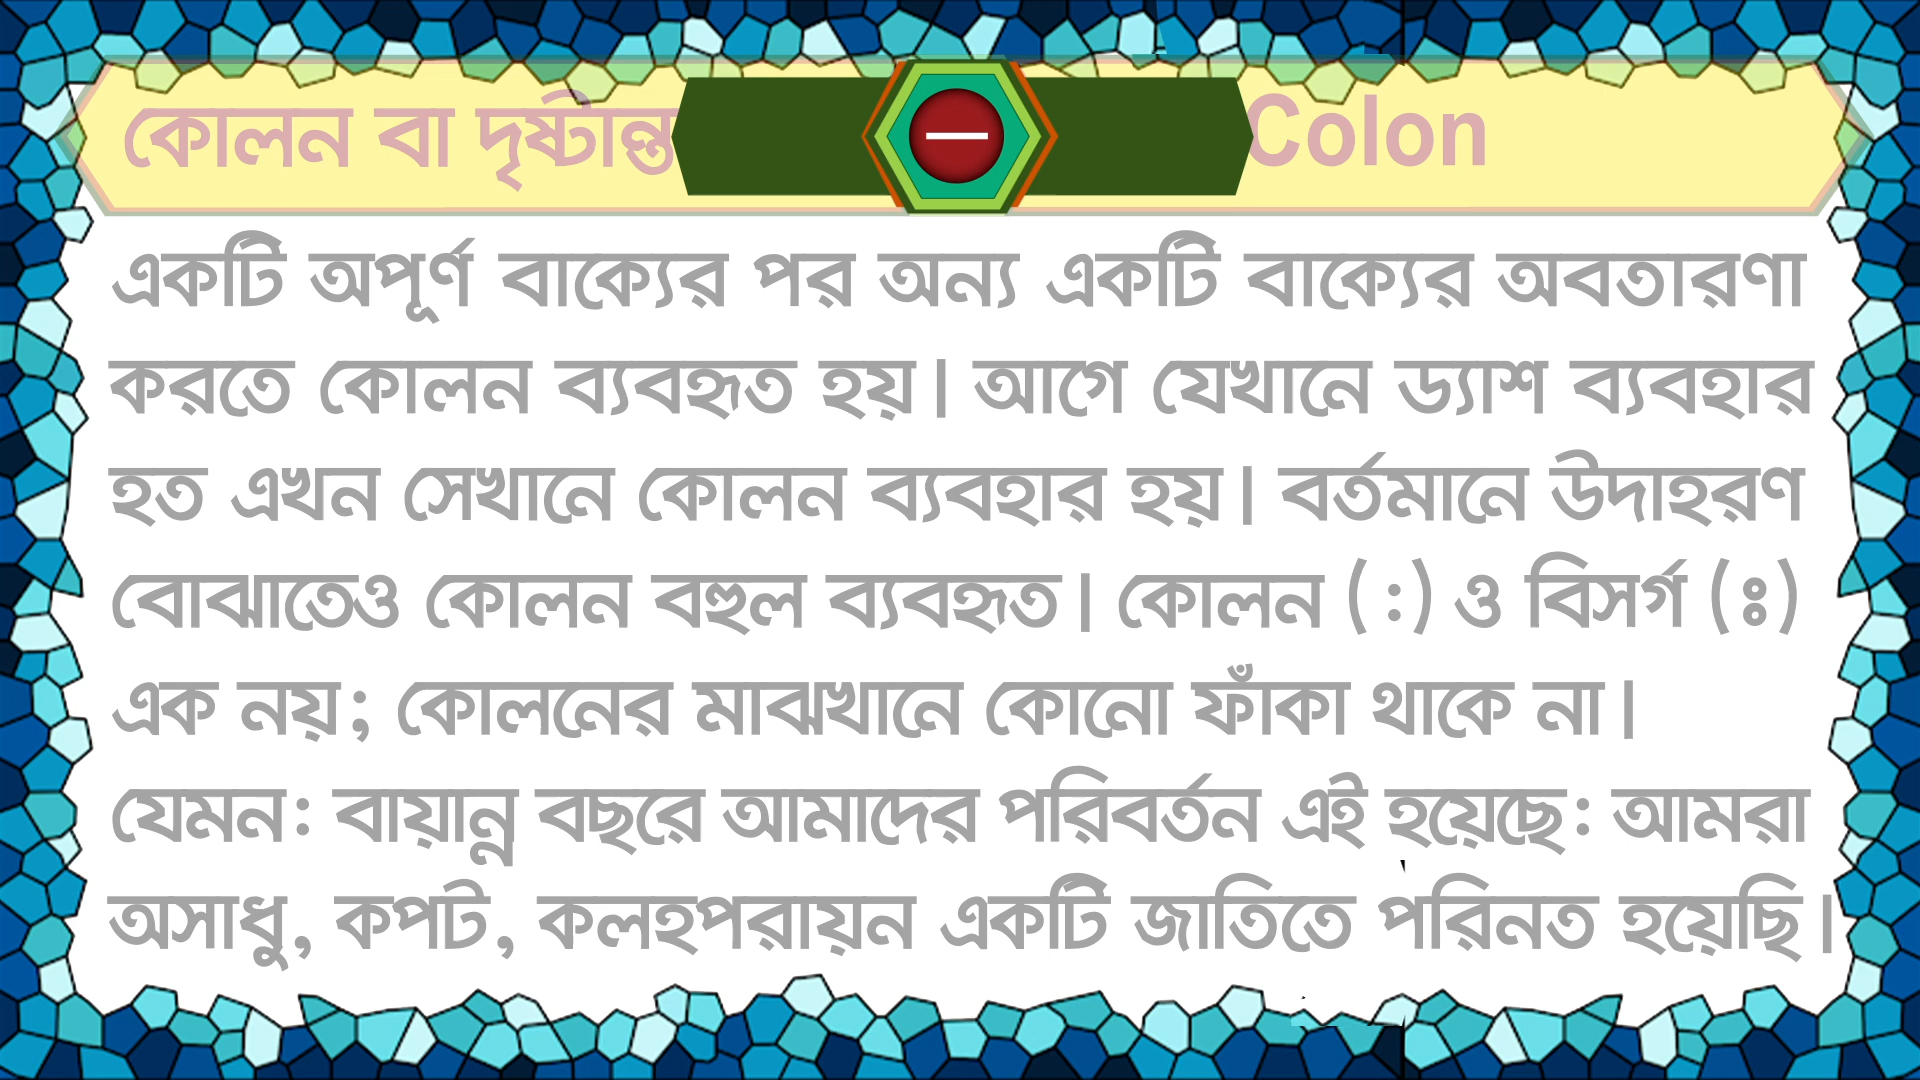 কোলন বা দৃষ্টান্ত Colon
একটি অপূর্ণ বাক্যের পর অন্য একটি বাক্যের অবতারণা
করতে কোলন ব্যবহৃত হয়। আগে যেখানে ড্যাশ ব্যবহার
হত এখন সেখানে কোলন ব্যবহার হয়। বর্তমানে উদাহরণ
বোঝাতেও কোলন বহুল ব্যবহৃত। কোলন (:) ও বিসর্গ (ঃ)
এক নয়; কোলনের মাঝখানে কোনো ফাঁকা থাকে না।
যেমন: বায়ান্ন বছরে আমাদের পরিবর্তন এই হয়েছে: আমরা
অসাধু, কপট, কলহপরায়ন একটি জাতিতে পরিনত হয়েছি।